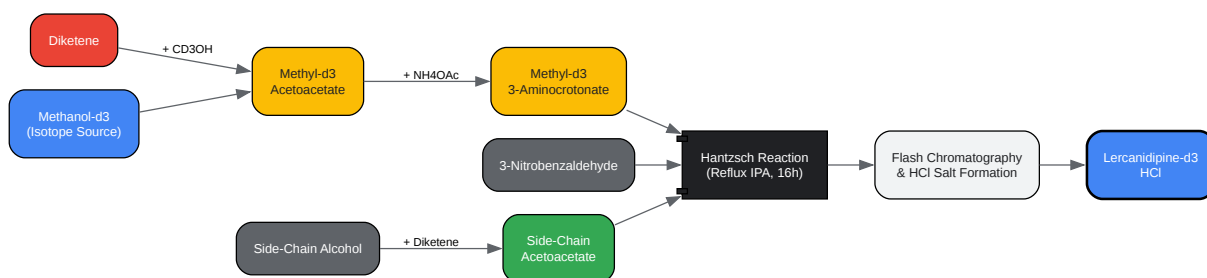 Diketene
Methanol-d3
(Isotope Source)
+ CD3OH
Methyl-d3
Acetoacetate
+ NH4OAc
Methyl-d3
3-Aminocrotonate
3-Nitrobenzaldehyde
Side-Chain Alcohol
+ Diketene
Side-Chain
Acetoacetate
Hantzsch Reaction
(Reflux IPA, 16h)
Flash Chromatography
& HCl Salt Formation
Lercanidipine-d3
HCl